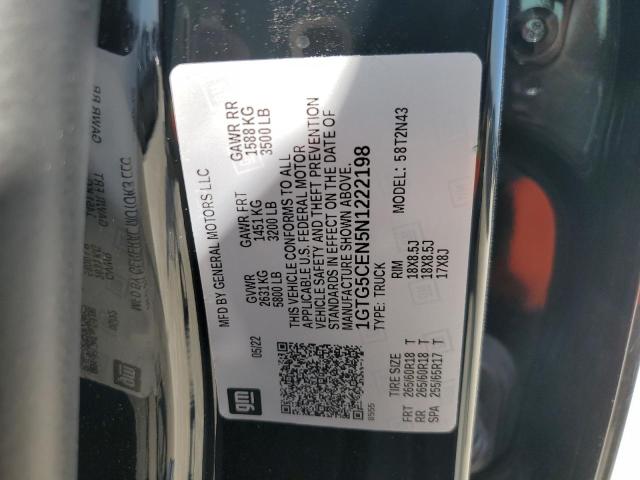 MFD BY GENERAL MOTORS LLC
05/22
GVWR GAWR FRT GAWR RR
2631 KG 1451 KG 1588 KG
5800 LB 3200 LB 3500 LB
THIS VEHICLE CONFORMS TO ALL
APPLICABLE U.S. FEDERAL MOTOR
VEHICLE SAFETY AND THEFT PREVENTION
STANDARDS IN EFFECT ON THE DATE OF
MANUFACTURE SHOWN ABOVE.
1GTG5CEN5N1222198
TYPE: TRUCK MODEL: 58T2N43
TIRE SIZE RIM
FRT 265/60R18 T 18X8.5J
RR 265/60R18 T 18X8.5J
SPA 255/65R17 T 17X8J
gm
8555